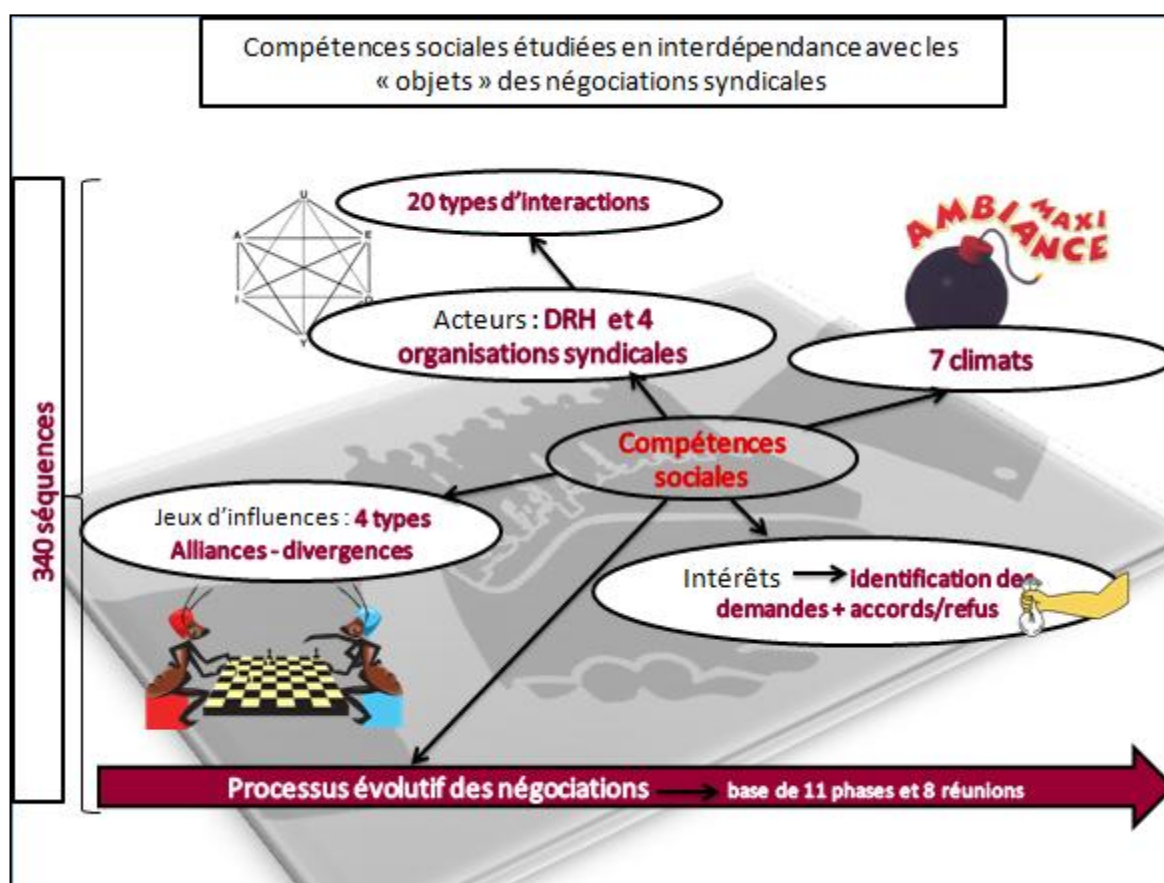 Compétences sociales étudiées en interdépendance avec les
« objets » des négociations syndicales
340 séquences
20 types d'interactions
U
A
E
I
O
Y
AMBIANCE
MAXI
Acteurs : DRH et 4
organisations syndicales
7 climats
Compétences
sociales
Jeux d'influences : 4 types
Alliances - divergences
Intérêts
identification des
demandes + accords/refus
Processus évolutif des négociations
base de 11 phases et 8 réunions